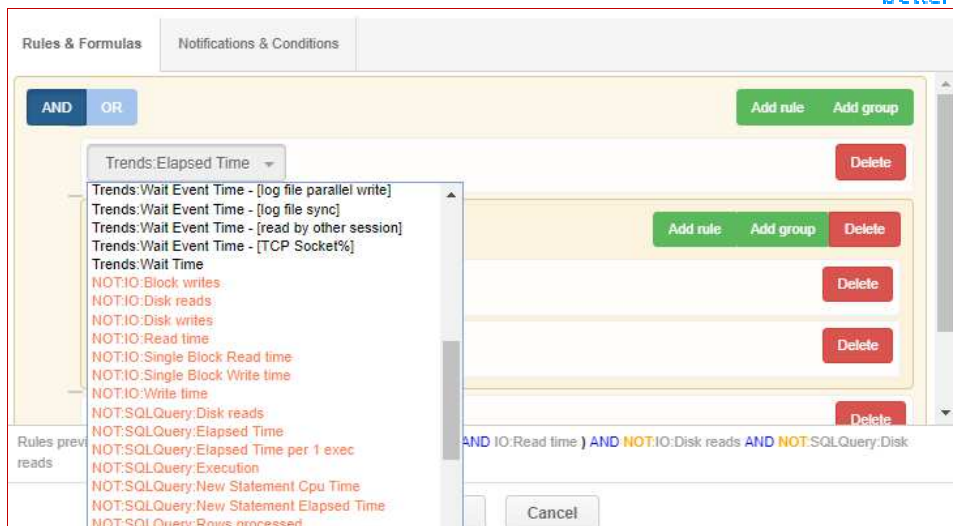 Rules & Formulas
Notifications & Conditions
AND OR
Add rule Add group
Trends:Elapsed Time
Delete
Trends:Wait Event Time - [log file parallel write]
Trends:Wait Event Time - [log file sync]
Trends:Wait Event Time - [read by other session]
Trends:Wait Event Time - [TCP Socket%]
Trends:Wait Time
NOT:IO:Block writes
NOT:IO:Disk reads
NOT:IO:Disk writes
NOT:IO:Read time
NOT:IO:Single Block Read time
NOT:IO:Single Block Write time
NOT:IO:Write time
NOT:SQLQuery:Disk reads
NOT:SQLQuery:Elapsed Time
NOT:SQLQuery:Elapsed Time per 1 exec
NOT:SQLQuery:Execution
NOT:SQLQuery:New Statement Cpu Time
NOT:SQLQuery:New Statement Elapsed Time
NOT:SQLQuery:Rows processed
Add rule Add group Delete
Delete
Delete
Delete
Rules prev
AND IO:Read time ) AND NOT:IO:Disk reads AND NOT:SQLQuery:Disk
reads
Cancel